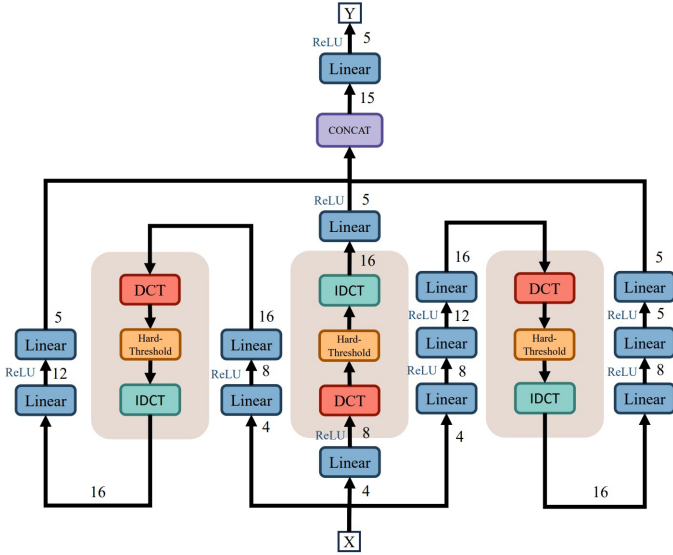 Y
ReLU 5
Linear
15
CONCAT
ReLU 5
Linear
16 16
DCT IDCT Linear DCT
5 16 ReLU 12 5
Linear Hard-Threshold Linear Hard-Threshold Linear Hard-Threshold Linear
ReLU 12 ReLU 8 ReLU 8 ReLU 5
Linear IDCT Linear DCT Linear IDCT Linear
ReLU 8
4 ReLU 8 4 Linear
16 Linear 4 16
X